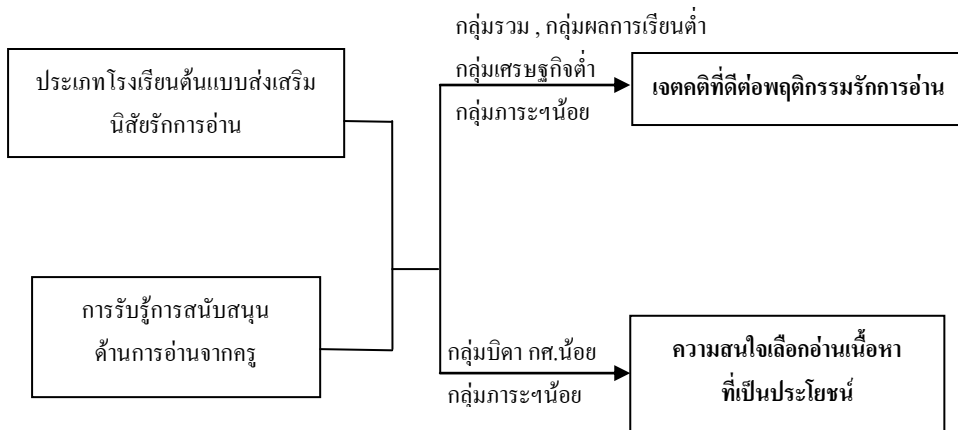 กลุ่มรวม , กลุ่มผลการเรียนต่ำ
ประเภทโรงเรียนต้นแบบส่งเสริม
นิสัยรักการอ่าน
กลุ่มเศรษฐกิจต่ำ
กลุ่มภาระฯน้อย
เจตคติที่ดีต่อพฤติกรรมรักการอ่าน
การรับรู้การสนับสนุน
ด้านการอ่านจากครู
กลุ่มบิดา กศ.น้อย
กลุ่มภาระฯน้อย
ความสนใจเลือกอ่านเนื้อหา
ที่เป็นประโยชน์